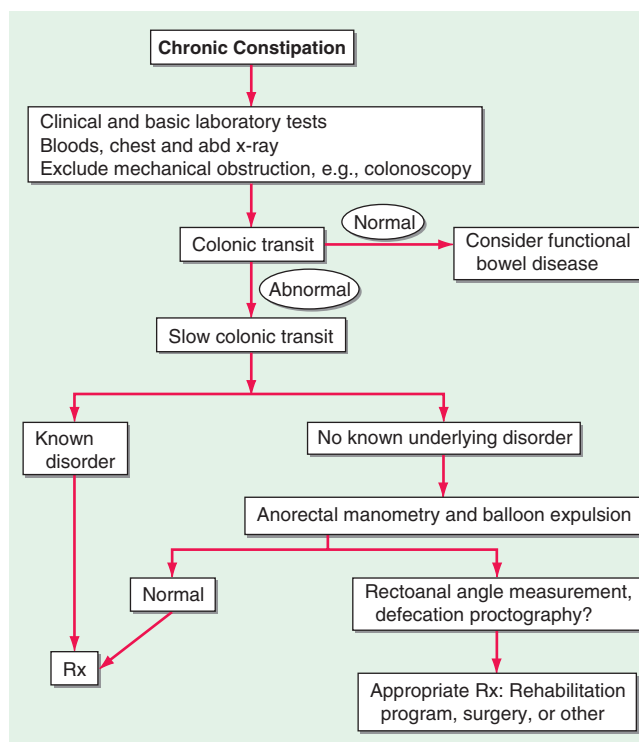 Chronic Constipation
Clinical and basic laboratory tests
Bloods, chest and abd x-ray
Exclude mechanical obstruction, e.g., colonoscopy
Colonic transit
Normal
Consider functional
bowel disease
Abnormal
Slow colonic transit
Known
disorder
No known underlying disorder
Anorectal manometry and balloon expulsion
Normal
Rectoanal angle measurement,
defecation proctography?
Rx
Appropriate Rx: Rehabilitation
program, surgery, or other